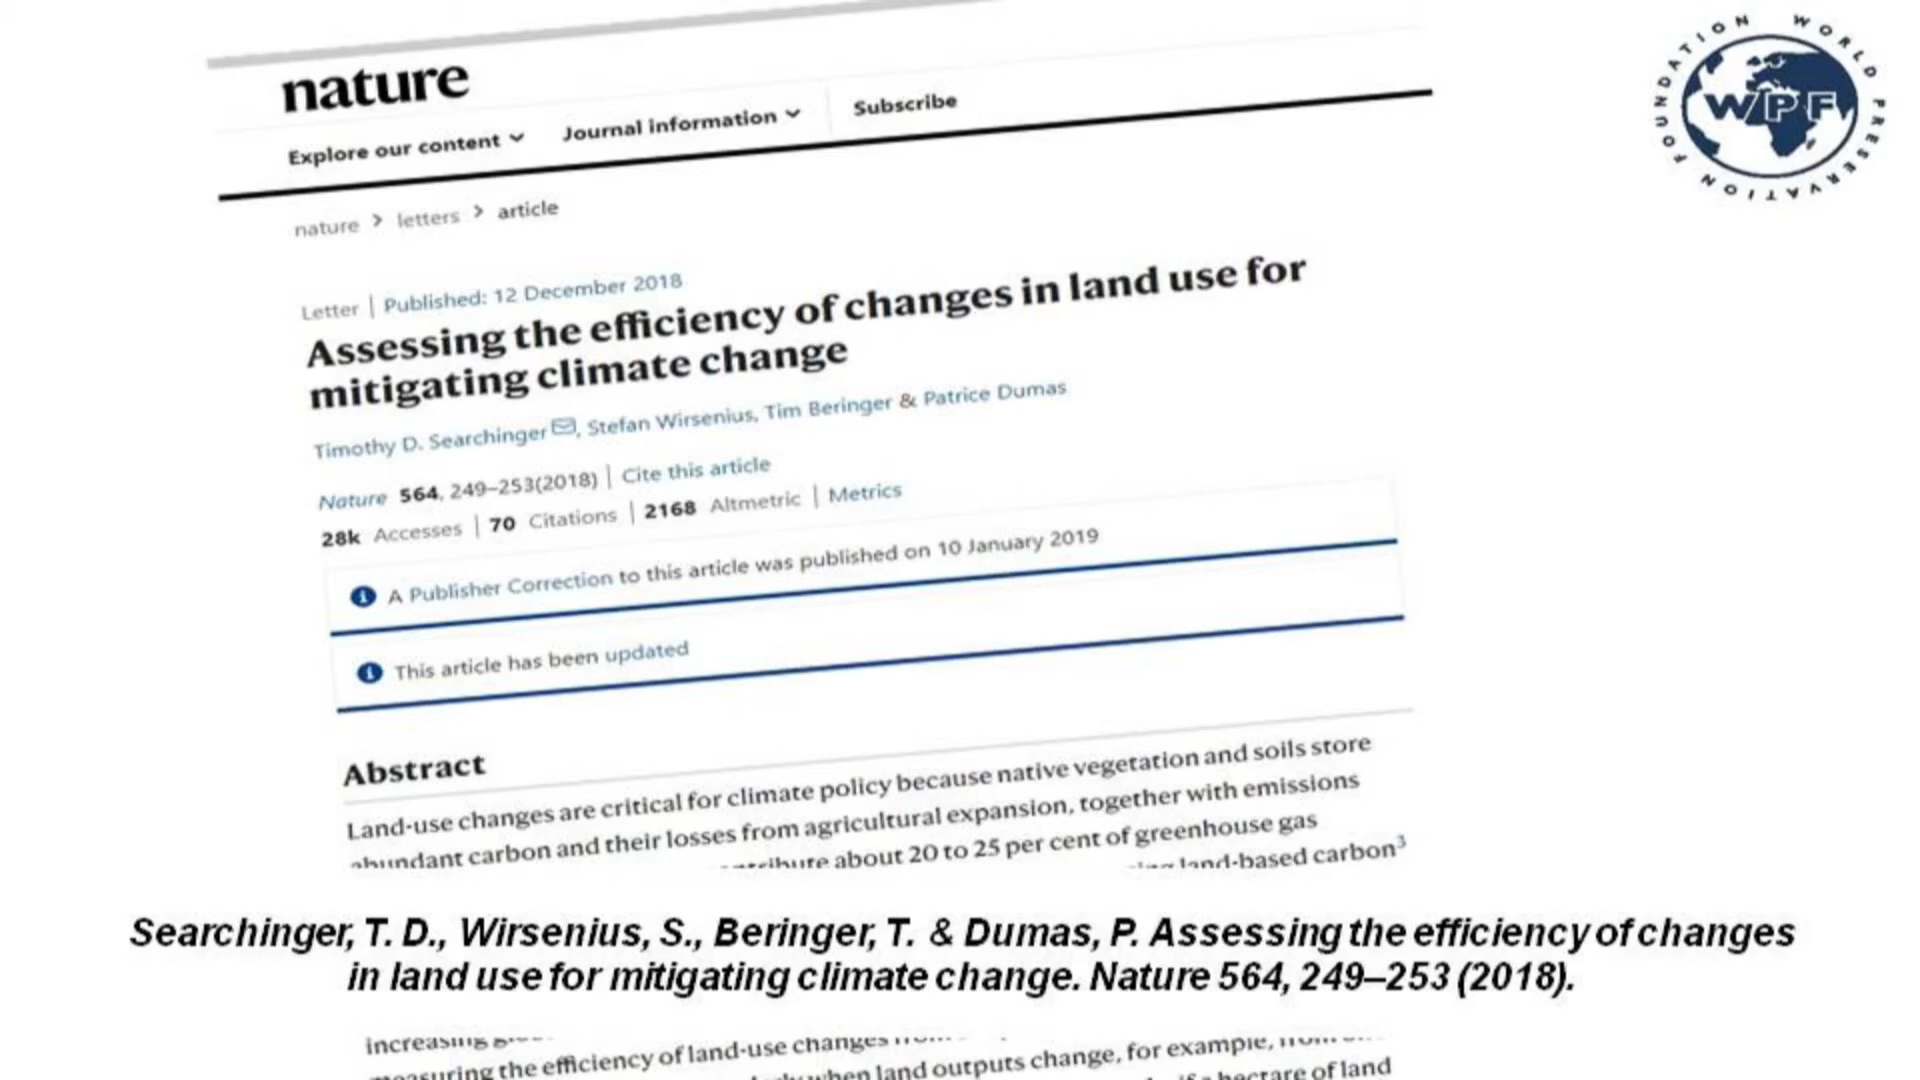 nature
Explore our content
Journal information
Subscribe
FOUNDATION WORLD PRESERVATION
WPF
nature > letters > article
Letter | Published: 12 December 2018
Assessing the efficiency of changes in land use for
mitigating climate change
Timothy D. Searchinger, Stefan Wirsenius, Tim Beringer & Patrice Dumas
Nature 564, 249–253(2018) | Cite this article
28k Accesses | 70 Citations | 2168 Altmetric | Metrics
A Publisher Correction to this article was published on 10 January 2019
This article has been updated
Abstract
Land-use changes are critical for climate policy because native vegetation and soils store
abundant carbon and their losses from agricultural expansion, together with emissions
about 20 to 25 per cent of greenhouse gas
land-based carbon³
Searchinger, T. D., Wirsenius, S., Beringer, T. & Dumas, P. Assessing the efficiency of changes
in land use for mitigating climate change. Nature 564, 249–253 (2018).
increasing
measuring the efficiency of land-use changes
when land outputs change, for example,
hectare of land